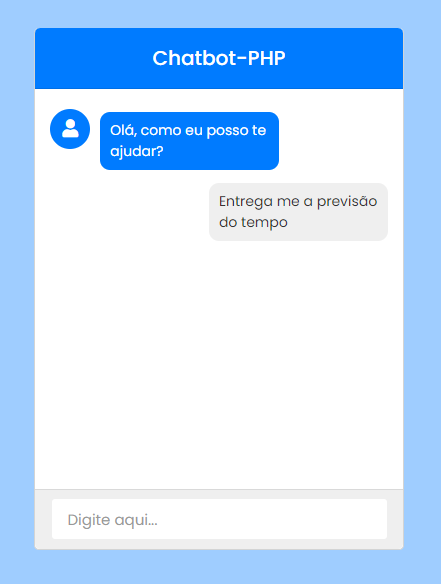 Chatbot-PHP
Olá, como eu posso te
ajudar?
Entrega me a previsão
do tempo
Digite aqui...